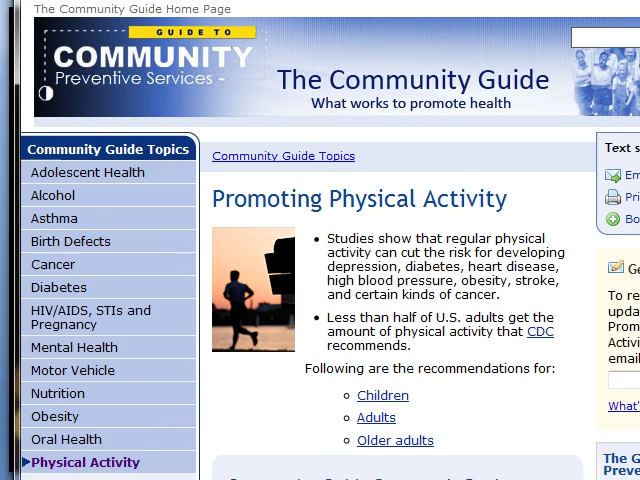 The Community Guide Home Page
GUIDE TO
COMMUNITY
Preventive Services
The Community Guide
What works to promote health
Community Guide Topics
Adolescent Health
Alcohol
Asthma
Birth Defects
Cancer
Diabetes
HIV/AIDS, STIs and
Pregnancy
Mental Health
Motor Vehicle
Nutrition
Obesity
Oral Health
Physical Activity
Community Guide Topics
Promoting Physical Activity
• Studies show that regular physical
activity can cut the risk for developing
depression, diabetes, heart disease,
high blood pressure, obesity, stroke,
and certain kinds of cancer.
• Less than half of U.S. adults get the
amount of physical activity that CDC
recommends.
Following are the recommendations for:
Children
Adults
Older adults
Text s
Em
Pri
Bo
Ge
To re
upda
Prom
Activi
email
What'
The G
Preve